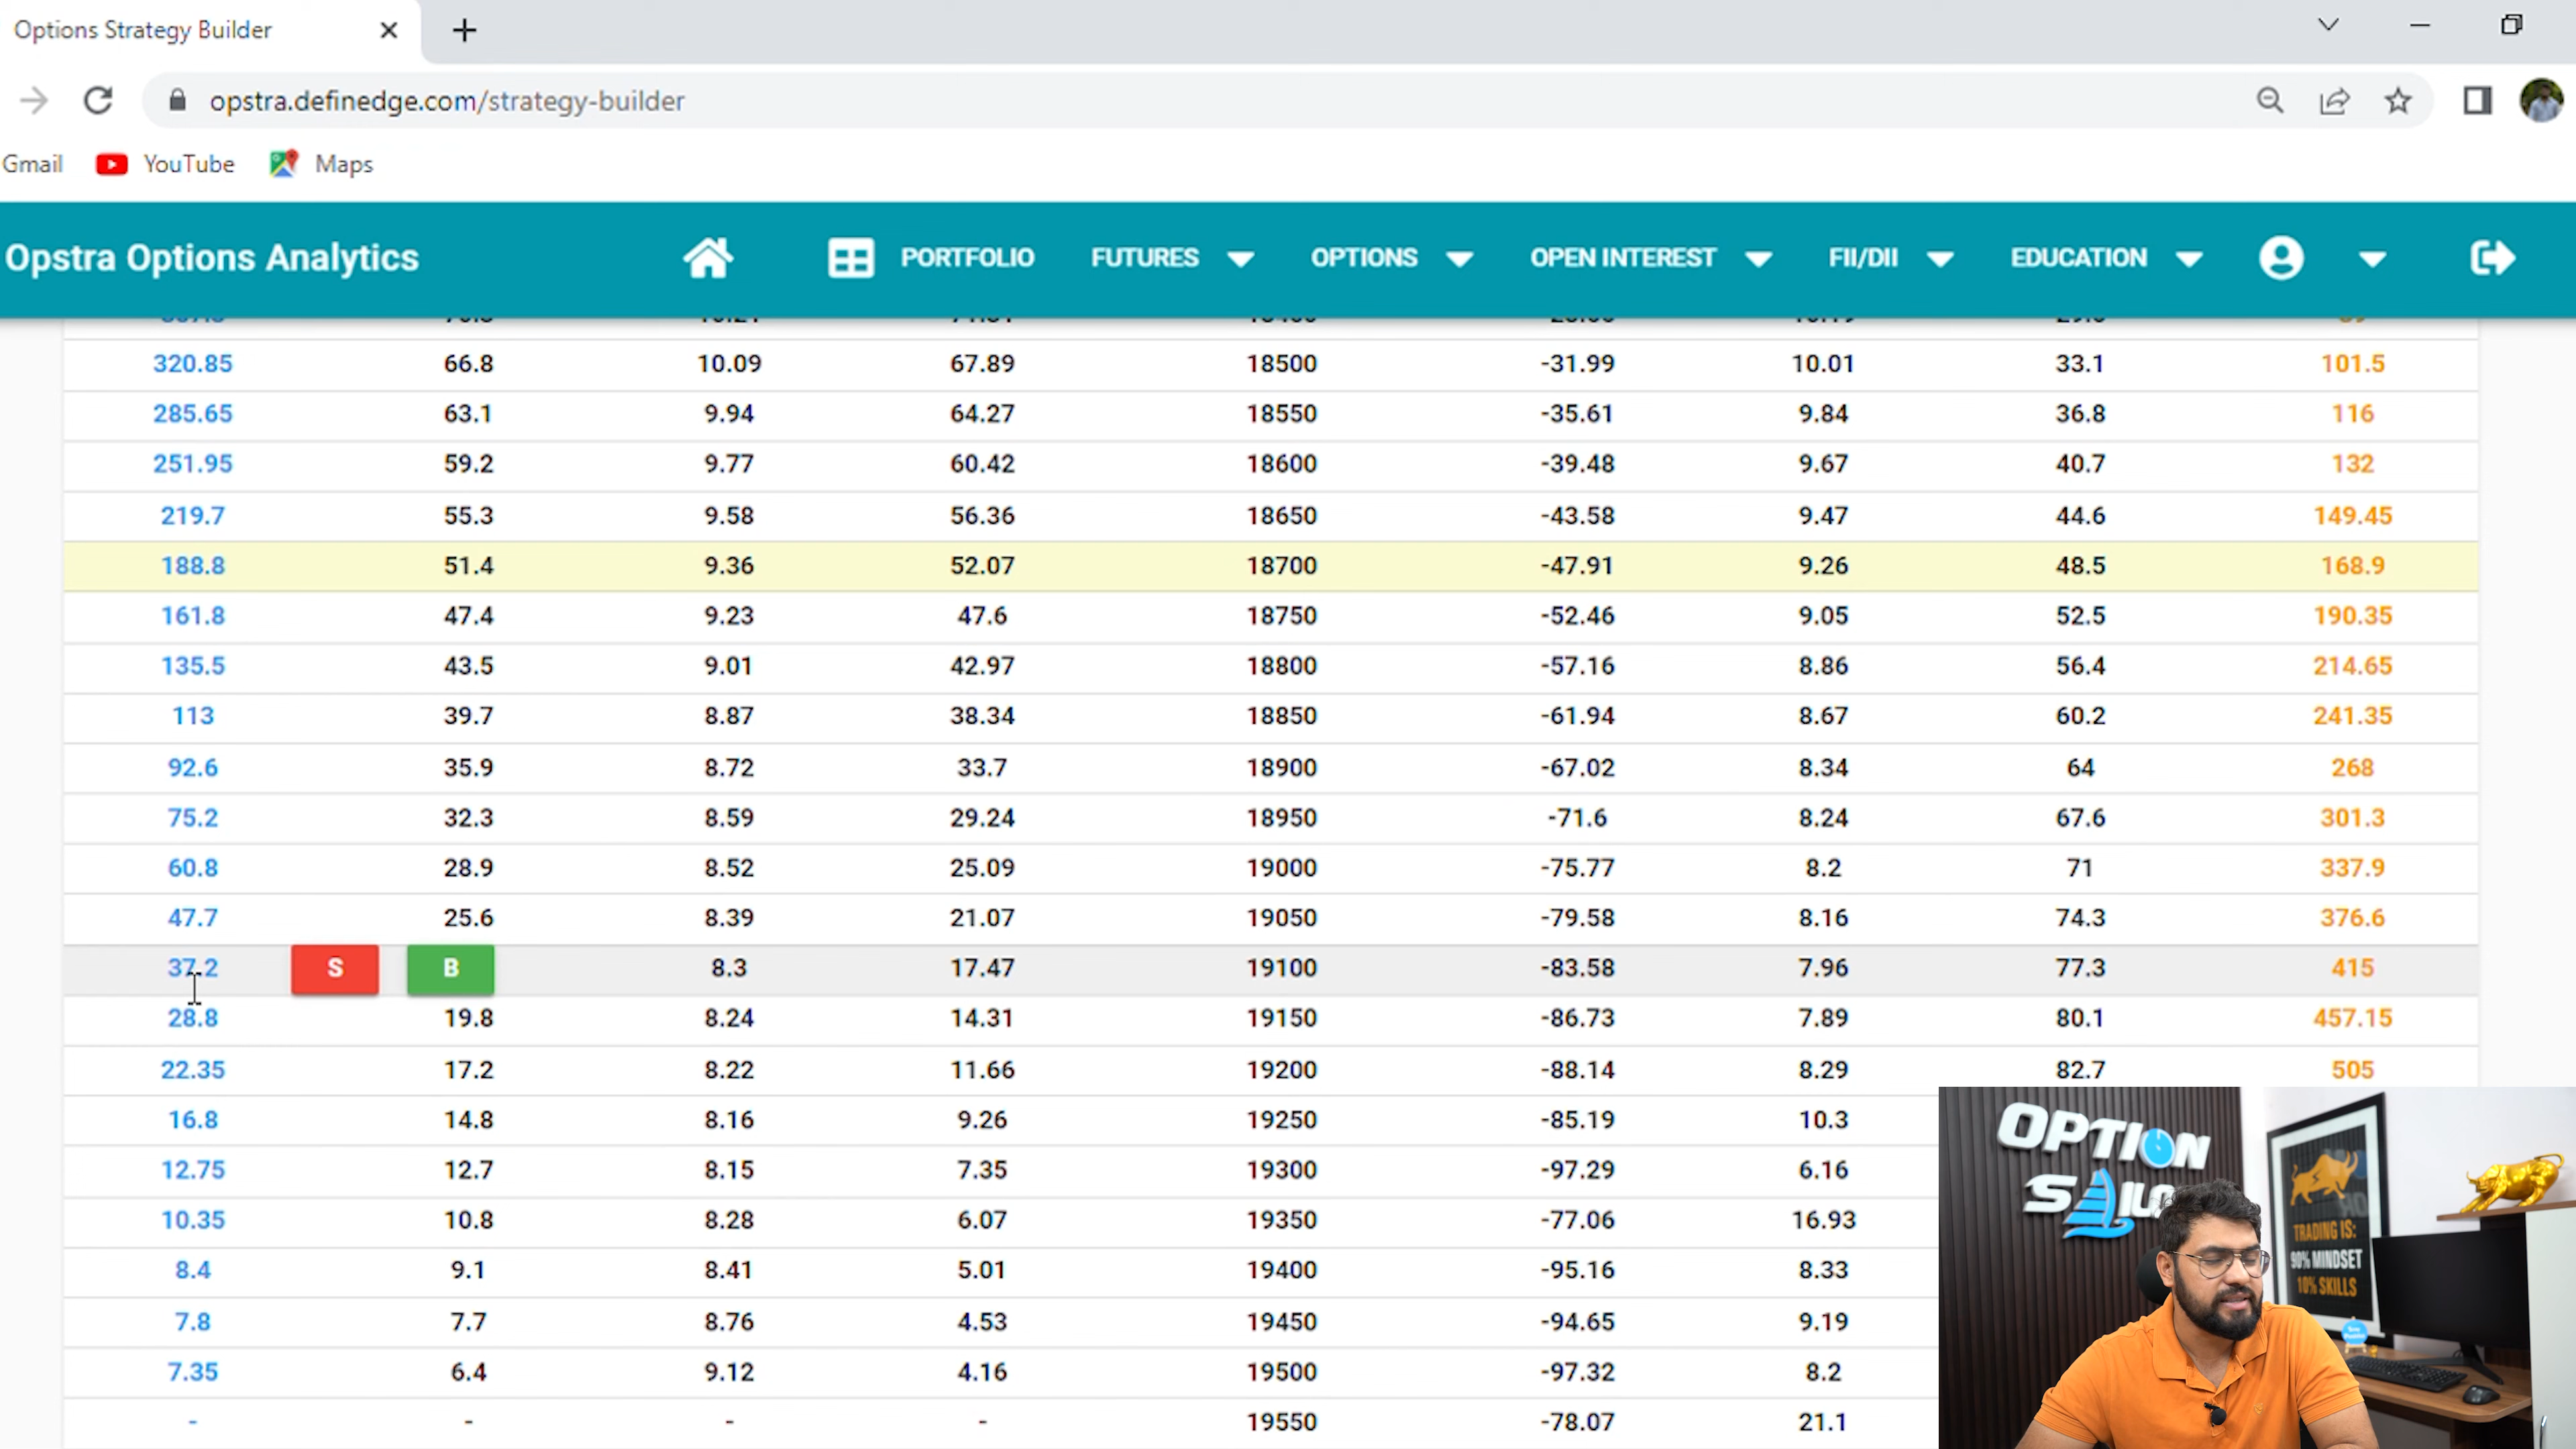 Options Strategy Builder
opstra.definedge.com/strategy-builder
Gmail YouTube Maps
Opstra Options Analytics PORTFOLIO FUTURES OPTIONS OPEN INTEREST FII/DII EDUCATION
320.85 66.8 10.09 67.89 18500 -31.99 10.01 33.1 101.5
285.65 63.1 9.94 64.27 18550 -35.61 9.84 36.8 116
251.95 59.2 9.77 60.42 18600 -39.48 9.67 40.7 132
219.7 55.3 9.58 56.36 18650 -43.58 9.47 44.6 149.45
188.8 51.4 9.36 52.07 18700 -47.91 9.26 48.5 168.9
161.8 47.4 9.23 47.6 18750 -52.46 9.05 52.5 190.35
135.5 43.5 9.01 42.97 18800 -57.16 8.86 56.4 214.65
113 39.7 8.87 38.34 18850 -61.94 8.67 60.2 241.35
92.6 35.9 8.72 33.7 18900 -67.02 8.34 64 268
75.2 32.3 8.59 29.24 18950 -71.6 8.24 67.6 301.3
60.8 28.9 8.52 25.09 19000 -75.77 8.2 71 337.9
47.7 25.6 8.39 21.07 19050 -79.58 8.16 74.3 376.6
37.2 S B 8.3 17.47 19100 -83.58 7.96 77.3 415
28.8 19.8 8.24 14.31 19150 -86.73 7.89 80.1 457.15
22.35 17.2 8.22 11.66 19200 -88.14 8.29 82.7 505
16.8 14.8 8.16 9.26 19250 -85.19 10.3
12.75 12.7 8.15 7.35 19300 -97.29 6.16
10.35 10.8 8.28 6.07 19350 -77.06 16.93
8.4 9.1 8.41 5.01 19400 -95.16 8.33
7.8 7.7 8.76 4.53 19450 -94.65 9.19
7.35 6.4 9.12 4.16 19500 -97.32 8.2
- - - - 19550 -78.07 21.1
OPTION
TRADING IS:
90% MINDSET
10% SKILLS